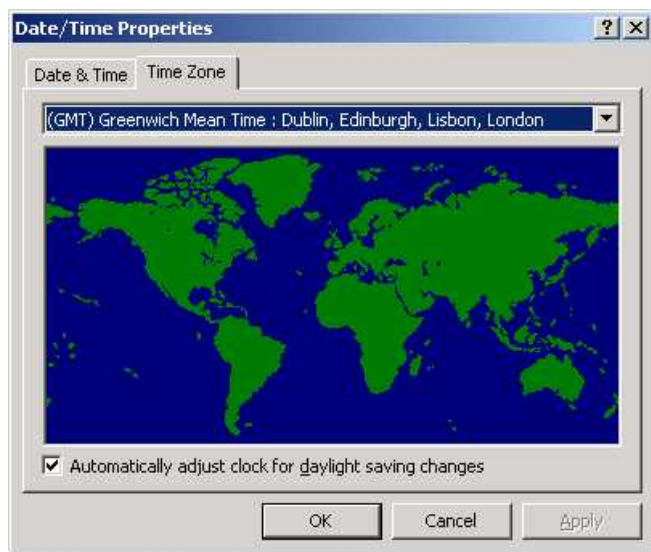 Date/Time Properties
Date & Time
Time Zone
(GMT) Greenwich Mean Time : Dublin, Edinburgh, Lisbon, London
Automatically adjust clock for daylight saving changes
OK
Cancel
Apply